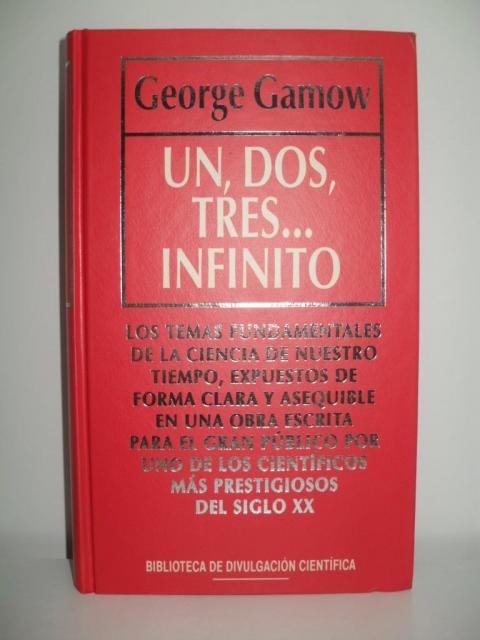 George Gamow
UN, DOS,
TRES...
INFINITO
LOS TEMAS FUNDAMENTALES
DE LA CIENCIA DE NUESTRO
TIEMPO, EXPUESTOS DE
FORMA CLARA Y ASEQUIBLE
EN UNA OBRA ESCRITA
PARA EL GRAN PÚBLICO POR
UNO DE LOS CIENTÍFICOS
MÁS PRESTIGIOSOS
DEL SIGLO XX
BIBLIOTECA DE DIVULGACIÓN CIENTÍFICA